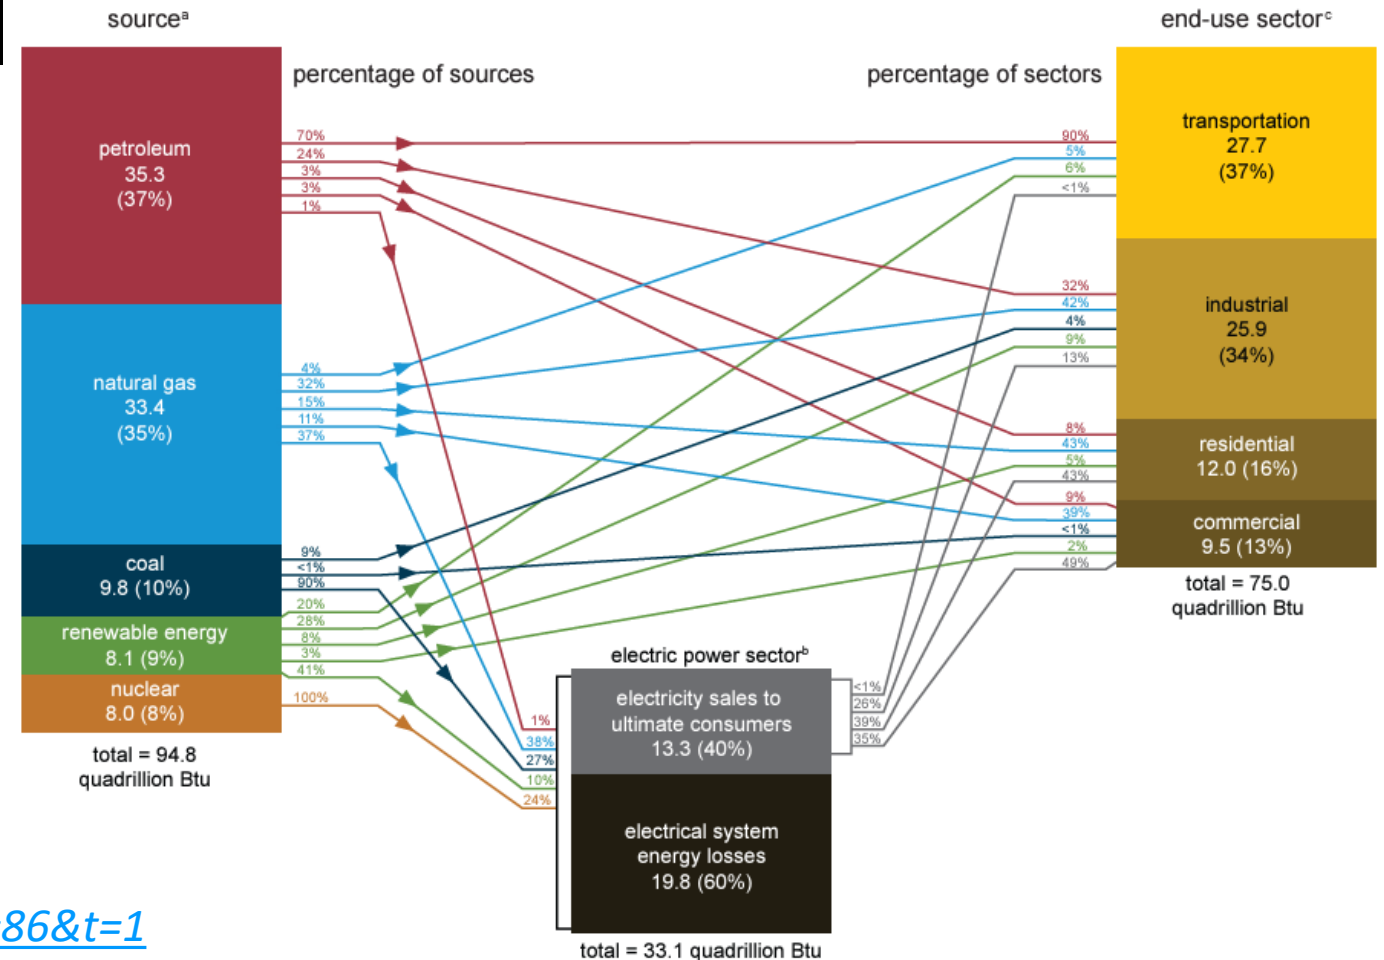 sourceᵃ
end-use sectorᶜ
percentage of sources
percentage of sectors
petroleum
35.3
(37%)
70%
24%
3%
3%
1%
natural gas
33.4
(35%)
4%
32%
15%
11%
37%
coal
9.8 (10%)
9%
<1%
90%
renewable energy
8.1 (9%)
20%
28%
8%
3%
41%
nuclear
8.0 (8%)
100%
total = 94.8
quadrillion Btu
electric power sectorᵇ
1%
38%
27%
10%
24%
electricity sales to
ultimate consumers
13.3 (40%)
electrical system
energy losses
19.8 (60%)
total = 33.1 quadrillion Btu
<1%
26%
39%
35%
90%
5%
6%
<1%
transportation
27.7
(37%)
32%
42%
4%
9%
13%
industrial
25.9
(34%)
8%
43%
5%
43%
residential
12.0 (16%)
9%
39%
<1%
2%
49%
commercial
9.5 (13%)
total = 75.0
quadrillion Btu
86&t=1